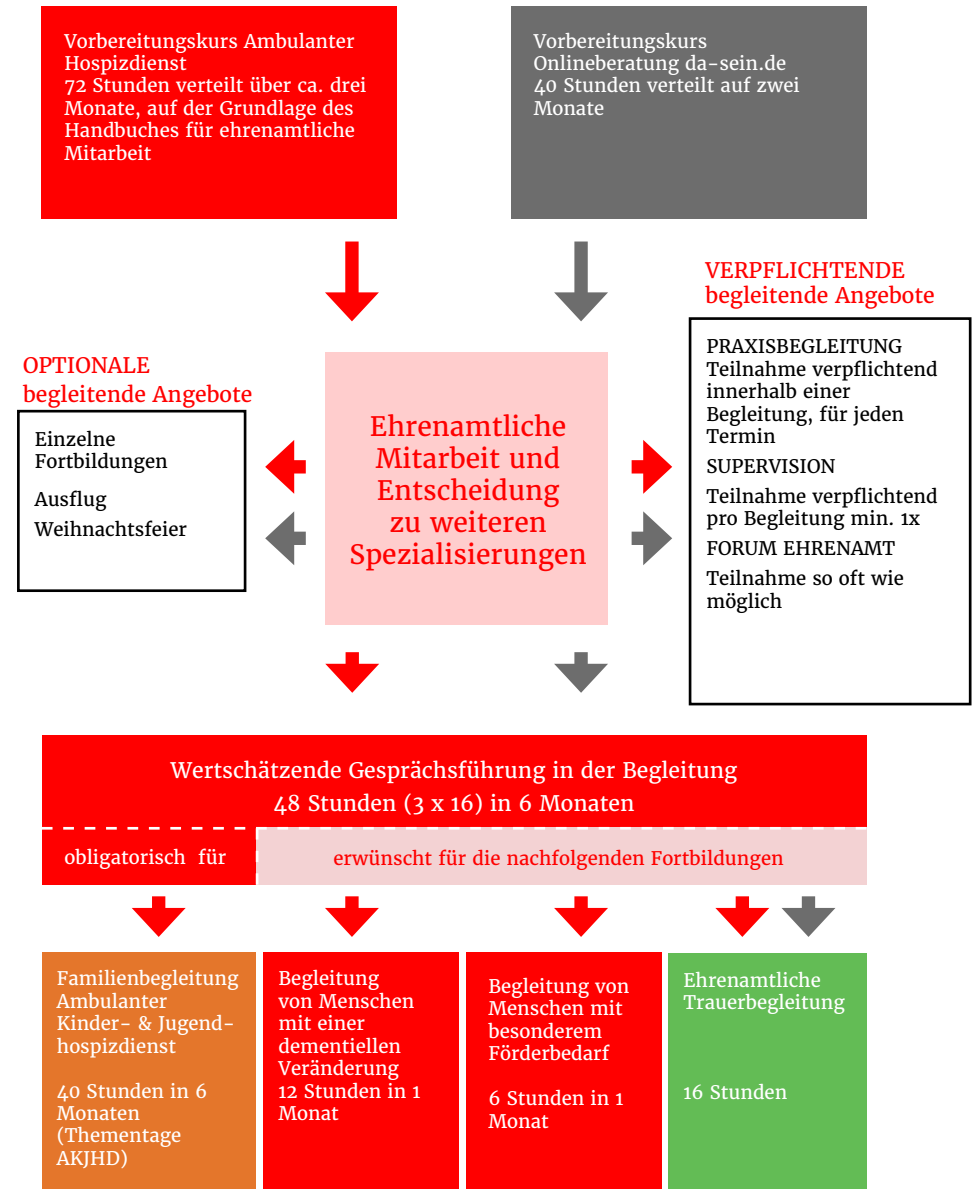 Vorbereitungskurs Ambulanter
Hospizdienst
72 Stunden verteilt über ca. drei
Monate, auf der Grundlage des
Handbuches für ehrenamtliche
Mitarbeit
Vorbereitungskurs
Onlineberatung da-sein.de
40 Stunden verteilt auf zwei
Monate
OPTIONALE
begleitende Angebote
Einzelne
Fortbildungen
Ausflug
Weihnachtsfeier
Ehrenamtliche
Mitarbeit und
Entscheidung
zu weiteren
Spezialisierungen
VERPFLICHTENDE
begleitende Angebote
PRAXISBEGLEITUNG
Teilnahme verpflichtend
innerhalb einer
Begleitung, für jeden
Termin
SUPERVISION
Teilnahme verpflichtend
pro Begleitung min. 1x
FORUM EHRENAMT
Teilnahme so oft wie
möglich
Wertschätzende Gesprächsführung in der Begleitung
48 Stunden (3 x 16) in 6 Monaten
obligatorisch für
erwünscht für die nachfolgenden Fortbildungen
Familienbegleitung
Ambulanter
Kinder- & Jugend-
hospizdienst
40 Stunden in 6
Monaten
(Thementage
AKJHD)
Begleitung
von Menschen
mit einer
dementiellen
Veränderung
12 Stunden in 1
Monat
Begleitung von
Menschen mit
besonderem
Förderbedarf
6 Stunden in 1
Monat
Ehrenamtliche
Trauerbegleitung
16 Stunden